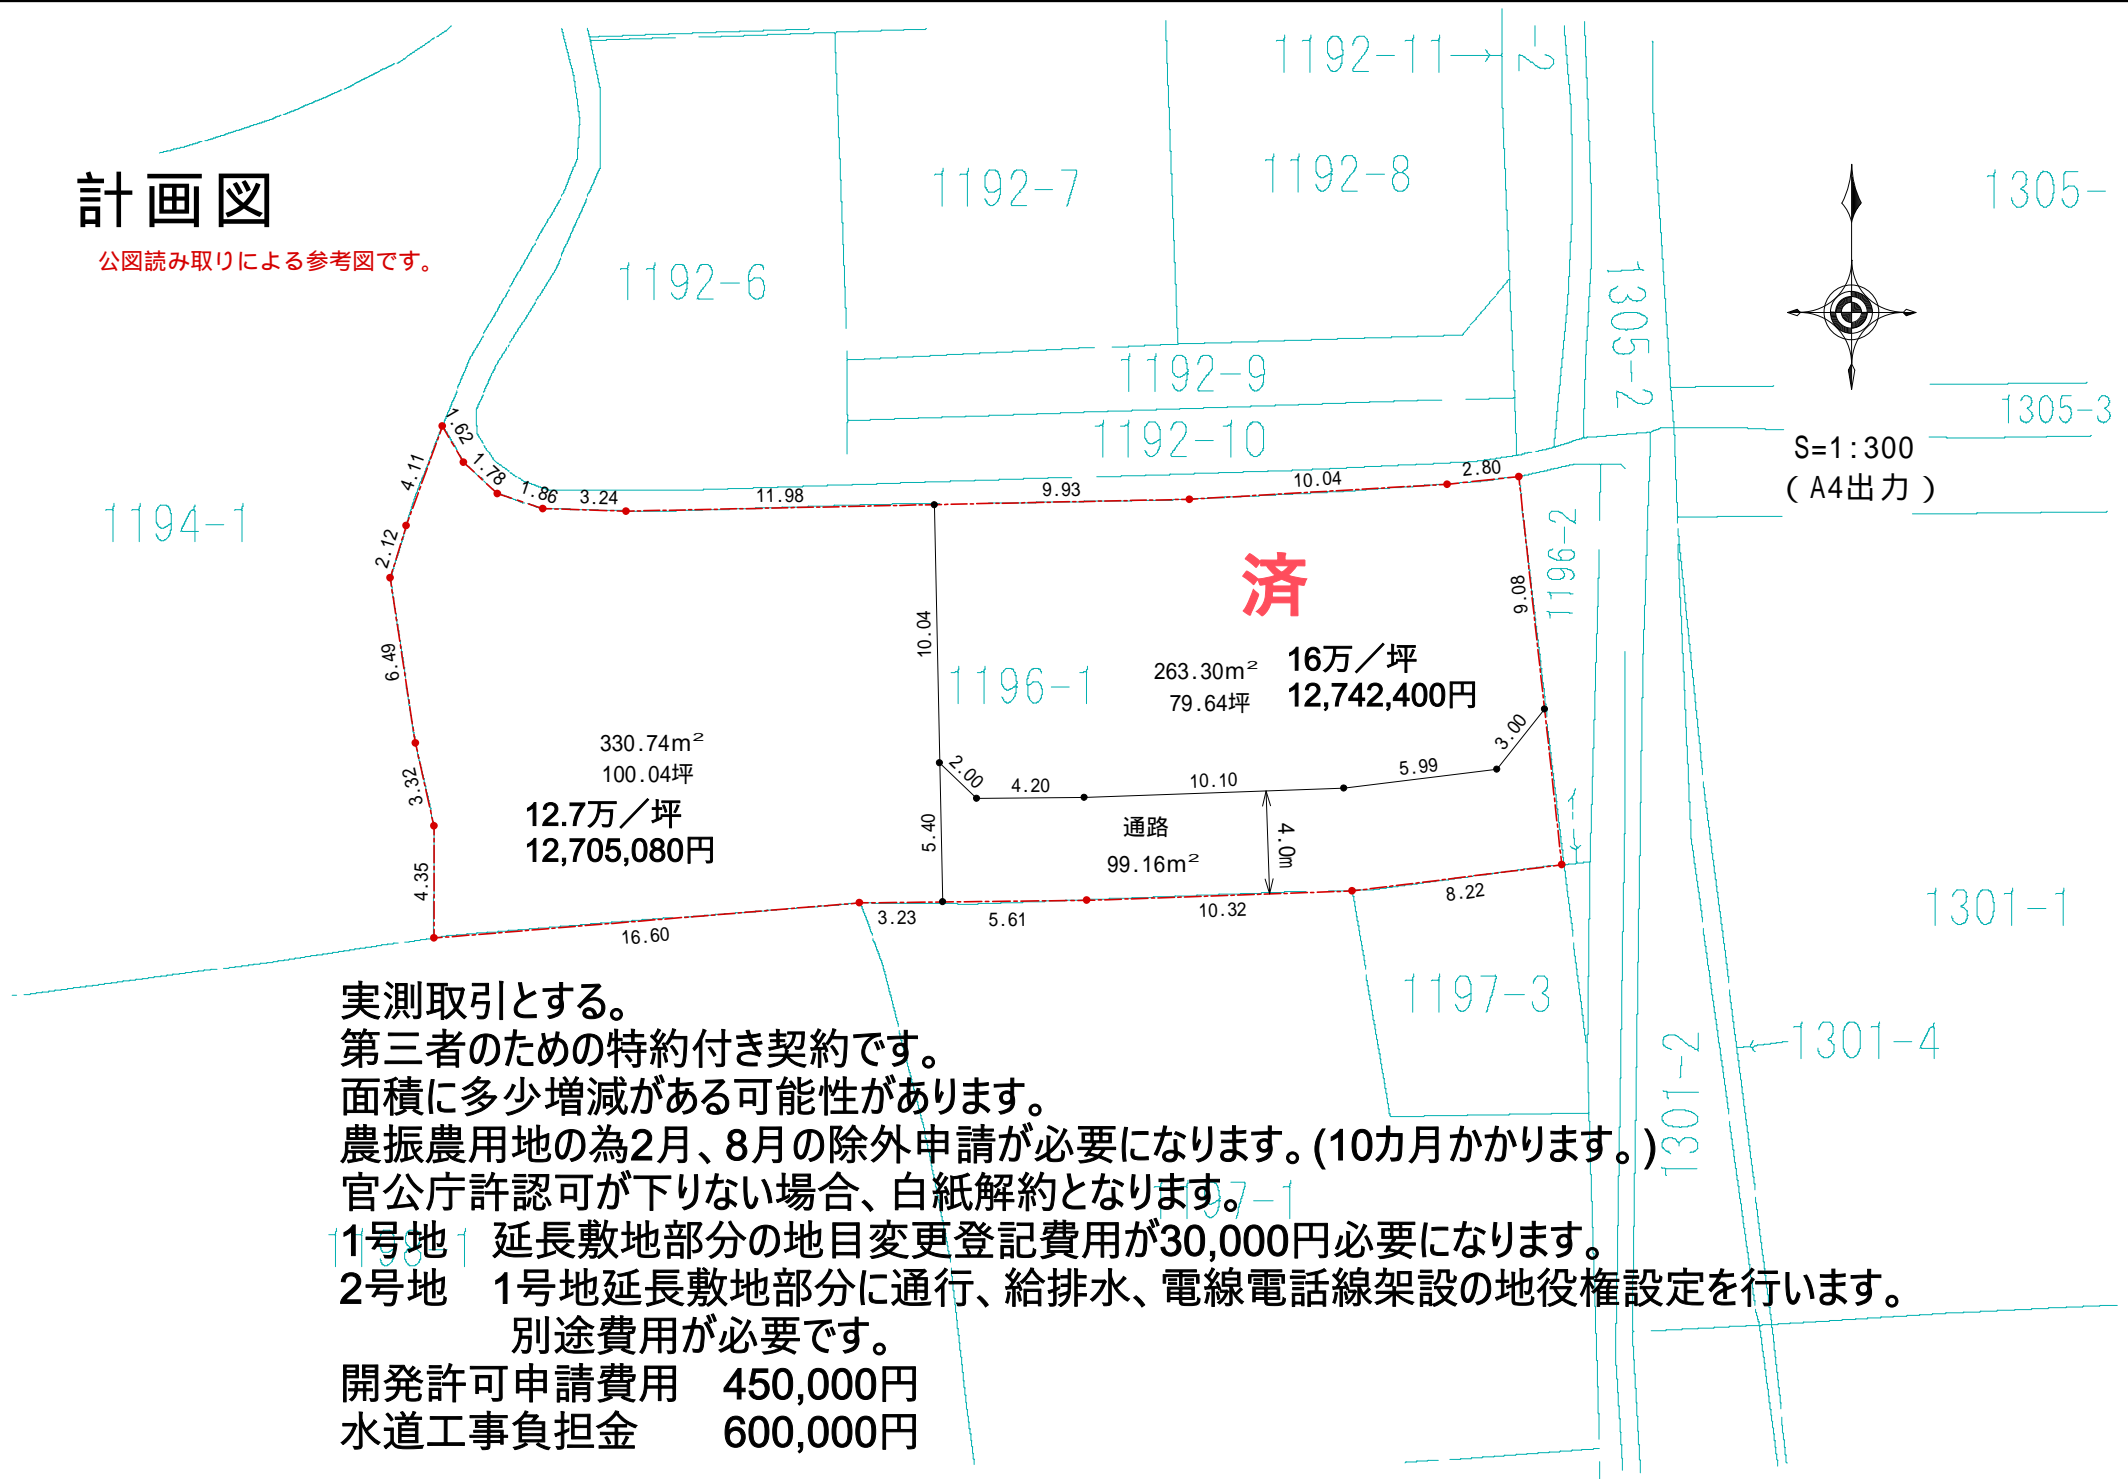 計画図
公図読み取りによる参考図です。
1192-11
-2
1192-7
1192-8
1305-
1192-6
1305-2
1192-9
1305-3
1192-10
S=1:300
(A4出力)
1194-1
1.62
1.78
1.86
3.24
11.98
9.93
10.04
2.80
4.11
2.12
6.49
3.32
4.35
16.60
3.23
5.61
10.32
8.22
9.08
1196-2
済
10.04
1196-1
263.30m²
79.64坪
16万／坪
12,742,400円
330.74m²
100.04坪
12.7万／坪
12,705,080円
2.00
4.20
10.10
5.99
3.00
5.40
通路
99.16m²
4.0m
1301-1
1197-3
1301-4
1301-2
実測取引とする。
第三者のための特約付き契約です。
面積に多少増減がある可能性があります。
農振農用地の為2月、8月の除外申請が必要になります。(10カ月かかります。)
官公庁許認可が下りない場合、白紙解約となります。
1197-1
1号地　延長敷地部分の地目変更登記費用が30,000円必要になります。
1198-1
2号地　1号地延長敷地部分に通行、給排水、電線電話線架設の地役権設定を行います。
別途費用が必要です。
開発許可申請費用　450,000円
水道工事負担金　600,000円